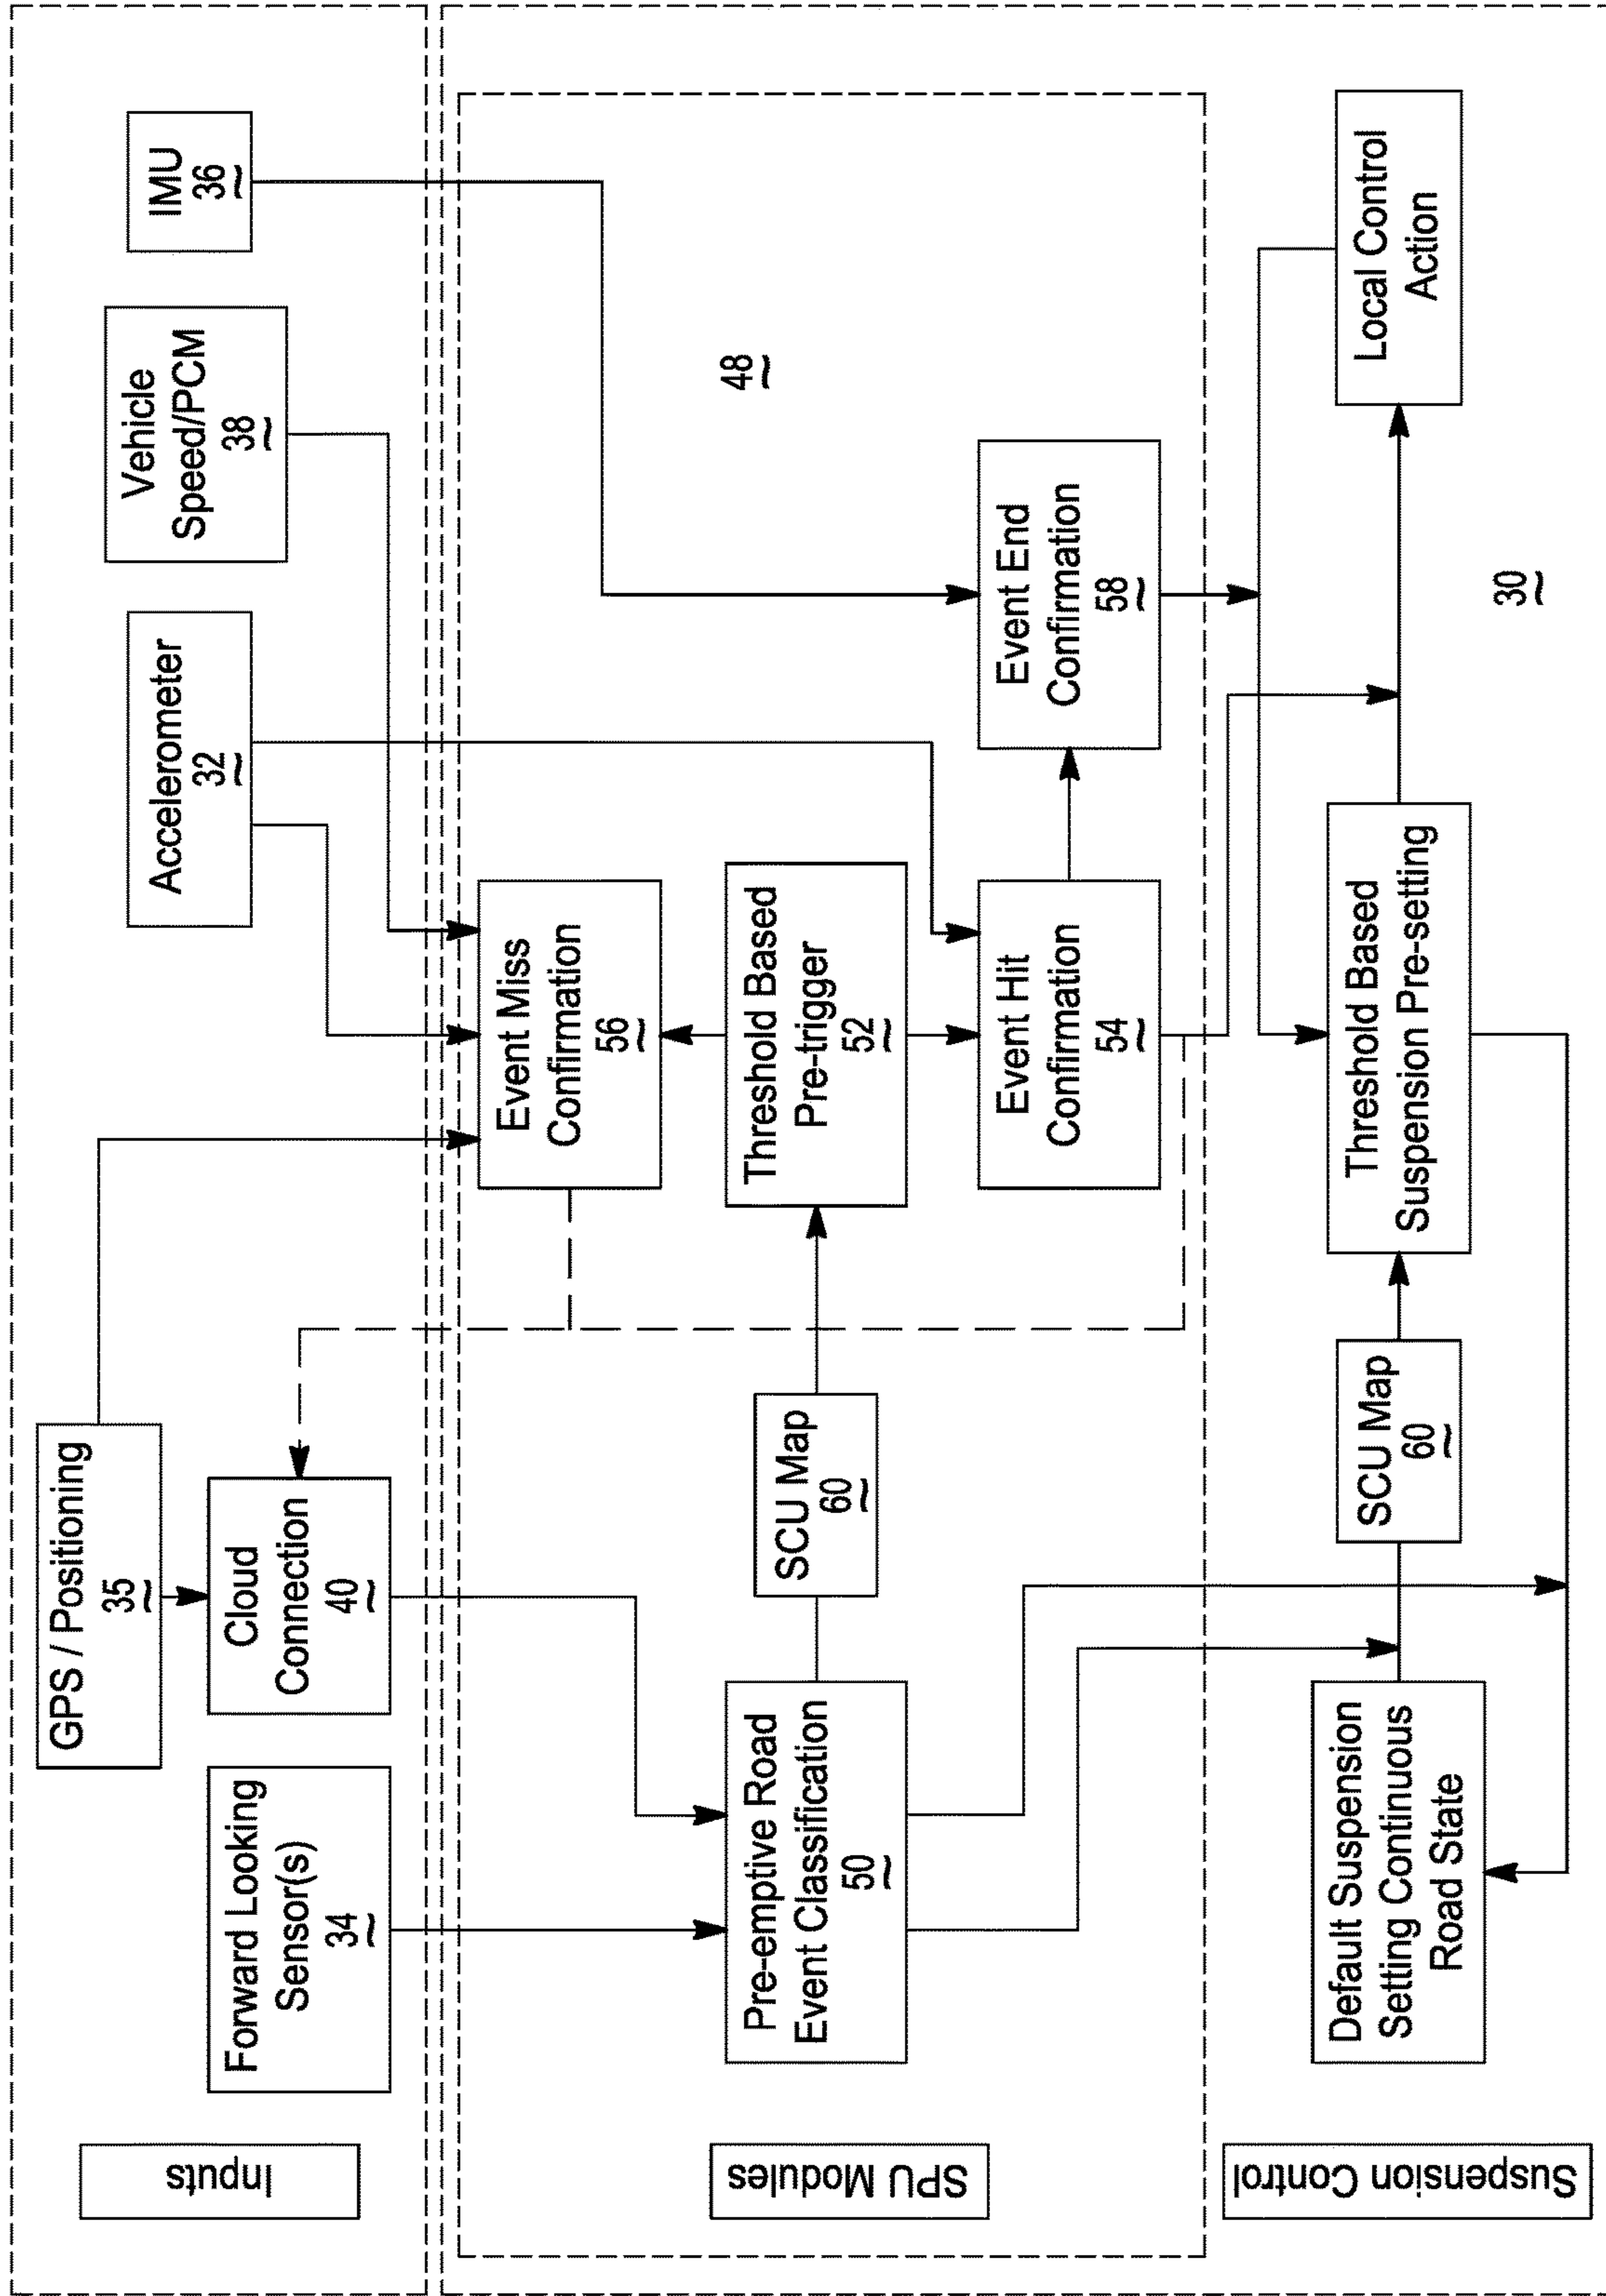 Inputs
GPS / Positioning
35
Forward Looking
Sensor(s)
34
Cloud
Connection
40
Accelerometer
32
Vehicle
Speed/PCM
38
IMU
36
SPU Modules
48
Pre-emptive Road
Event Classification
50
SCU Map
60
Event Miss
Confirmation
56
Threshold Based
Pre-trigger
52
Event Hit
Confirmation
54
Event End
Confirmation
58
Suspension Control
Default Suspension
Setting Continuous
Road State
SCU Map
60
Threshold Based
Suspension Pre-setting
Local Control
Action
30